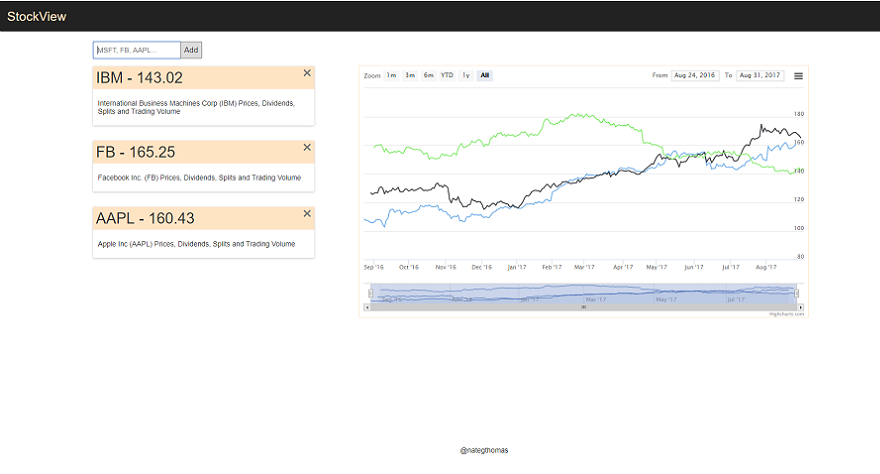 StockView
MSFT, FB, AAPL...
Add
IBM - 143.02
International Business Machines Corp (IBM) Prices, Dividends,
Splits and Trading Volume
FB - 165.25
Facebook Inc. (FB) Prices, Dividends, Splits and Trading Volume
AAPL - 160.43
Apple Inc (AAPL) Prices, Dividends, Splits and Trading Volume
Zoom 1m 3m 6m YTD 1y All From Aug 24, 2016 To Aug 31, 2017
180
160
140
120
100
80
Sep '16 Oct '16 Nov '16 Dec '16 Jan '17 Feb '17 Mar '17 Apr '17 May '17 Jun '17 Jul '17 Aug '17
Jan '17 Mar '17 May '17 Jul '17
Highcharts.com
@nategthomas